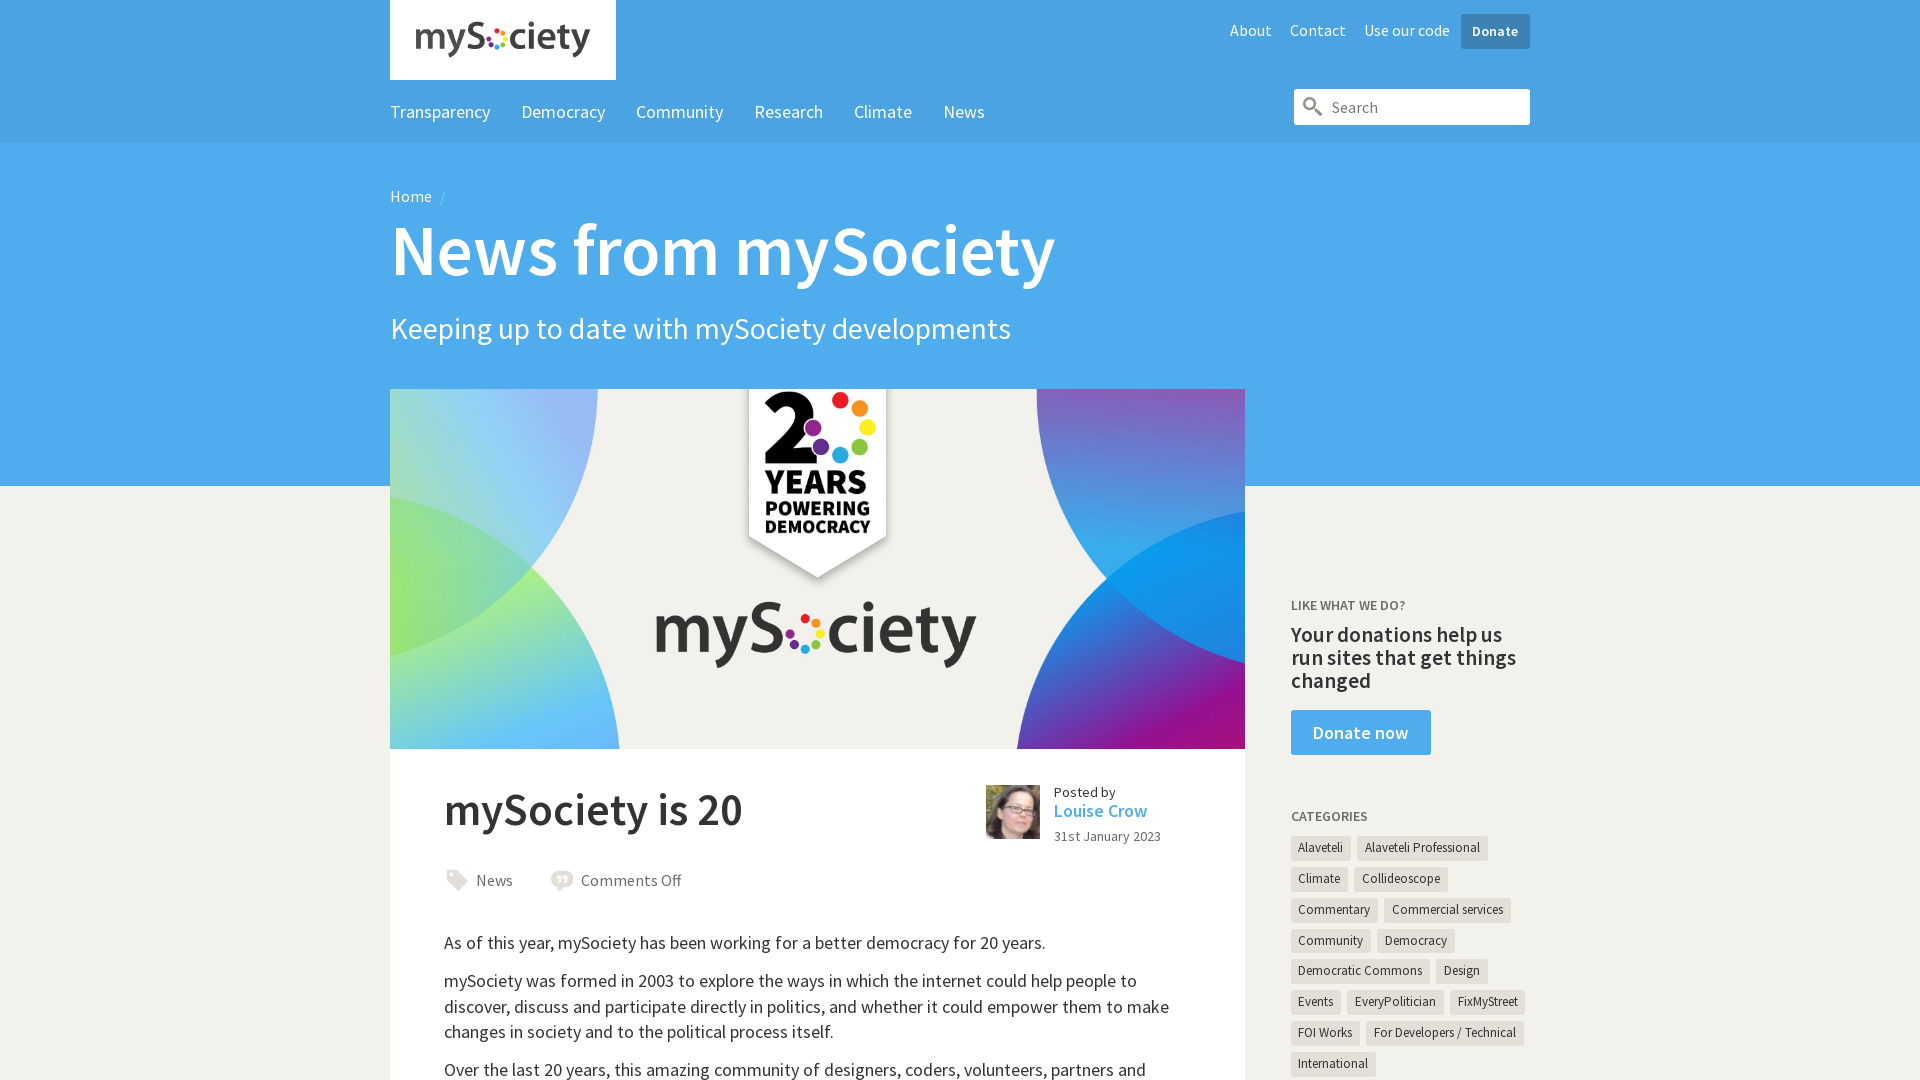 mySociety
About
Contact
Use our code
Donate
Transparency
Democracy
Community
Research
Climate
News
Search
Home /
News from mySociety
Keeping up to date with mySociety developments
20
YEARS
POWERING
DEMOCRACY
mySociety
mySociety is 20
Posted by
Louise Crow
31st January 2023
News
Comments Off
As of this year, mySociety has been working for a better democracy for 20 years.
mySociety was formed in 2003 to explore the ways in which the internet could help people to
discover, discuss and participate directly in politics, and whether it could empower them to make
changes in society and to the political process itself.
Over the last 20 years, this amazing community of designers, coders, volunteers, partners and
LIKE WHAT WE DO?
Your donations help us
run sites that get things
changed
Donate now
CATEGORIES
Alaveteli
Alaveteli Professional
Climate
Collideoscope
Commentary
Commercial services
Community
Democracy
Democratic Commons
Design
Events
EveryPolitician
FixMyStreet
FOI Works
For Developers / Technical
International